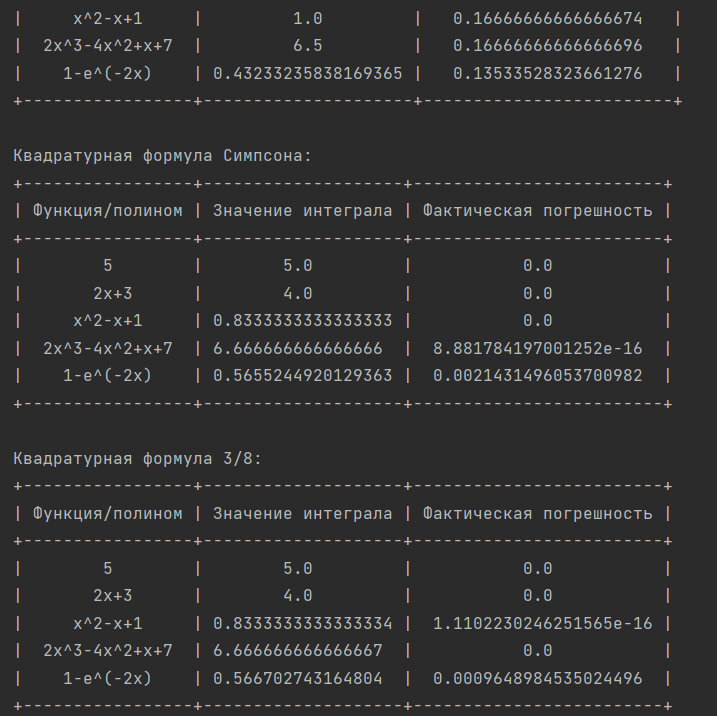 |     x^2-x+1     |         1.0         |   0.16666666666666674   |
|  2x^3-4x^2+x+7  |         6.5         |   0.16666666666666696   |
|    1-e^(-2x)    | 0.43233235838169365 |   0.13533528323661276   |
+-----------------+---------------------+-------------------------+
Квадратурная формула Симпсона:
+-----------------+--------------------+-------------------------+
| Функция/полином | Значение интеграла | Фактическая погрешность |
+-----------------+--------------------+-------------------------+
|        5        |        5.0         |           0.0           |
|       2x+3      |        4.0         |           0.0           |
|     x^2-x+1     | 0.8333333333333333 |           0.0           |
|  2x^3-4x^2+x+7  | 6.666666666666666  |  8.881784197001252e-16  |
|    1-e^(-2x)    | 0.5655244920129363 |  0.0021431496053700982  |
+-----------------+--------------------+-------------------------+
Квадратурная формула 3/8:
+-----------------+--------------------+-------------------------+
| Функция/полином | Значение интеграла | Фактическая погрешность |
+-----------------+--------------------+-------------------------+
|        5        |        5.0         |           0.0           |
|       2x+3      |        4.0         |           0.0           |
|     x^2-x+1     | 0.8333333333333334 |  1.1102230246251565e-16 |
|  2x^3-4x^2+x+7  | 6.666666666666667  |           0.0           |
|    1-e^(-2x)    | 0.566702743164804  |  0.0009648984535024496  |
+-----------------+--------------------+-------------------------+